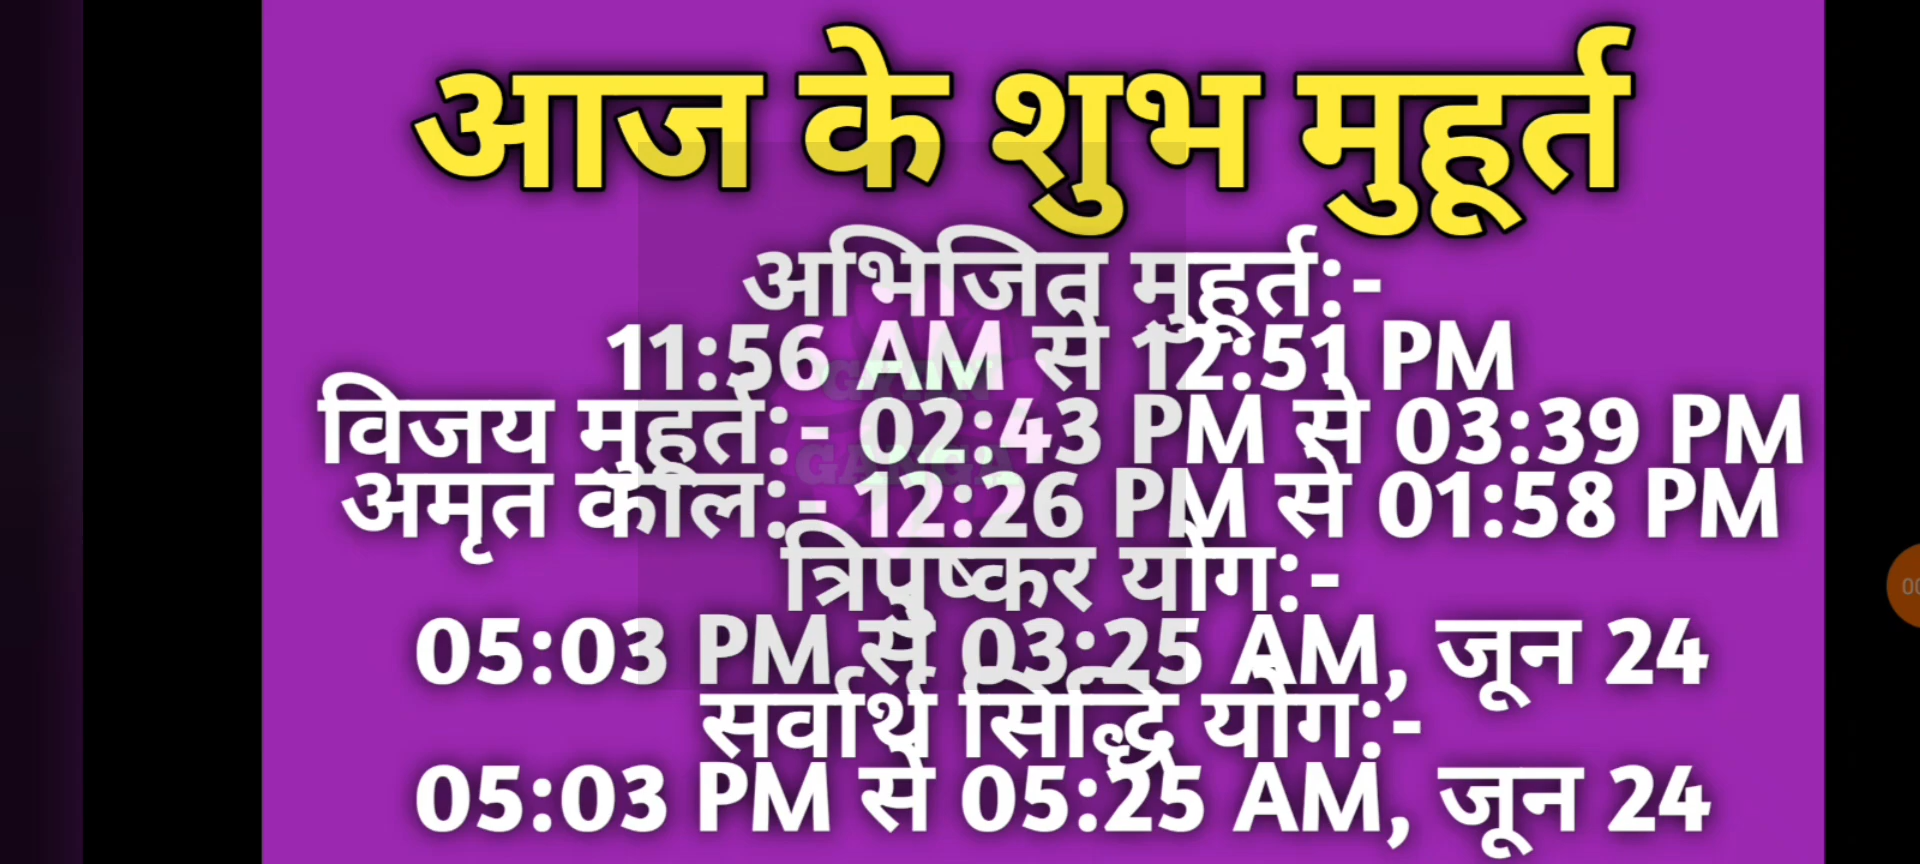 आज के शुभ मुहूर्त
अभिजित मुहूर्त:-
11:56 AM से 12:51 PM
विजय मुहूर्त:- 02:43 PM से 03:39 PM
अमृत काल:- 12:26 PM से 01:58 PM
त्रिपुष्कर योग:-
05:03 PM से 03:25 AM, जून 24
सर्वार्थ सिद्धि योग:-
05:03 PM से 05:25 AM, जून 24
GYAN
GANGA